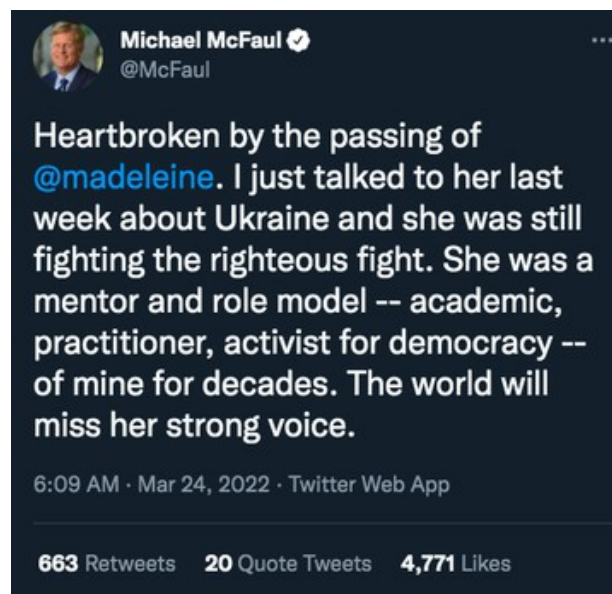 Michael McFaul
@McFaul
Heartbroken by the passing of
@madeleine. I just talked to her last
week about Ukraine and she was still
fighting the righteous fight. She was a
mentor and role model -- academic,
practitioner, activist for democracy --
of mine for decades. The world will
miss her strong voice.
6:09 AM · Mar 24, 2022 · Twitter Web App
663 Retweets 20 Quote Tweets 4,771 Likes